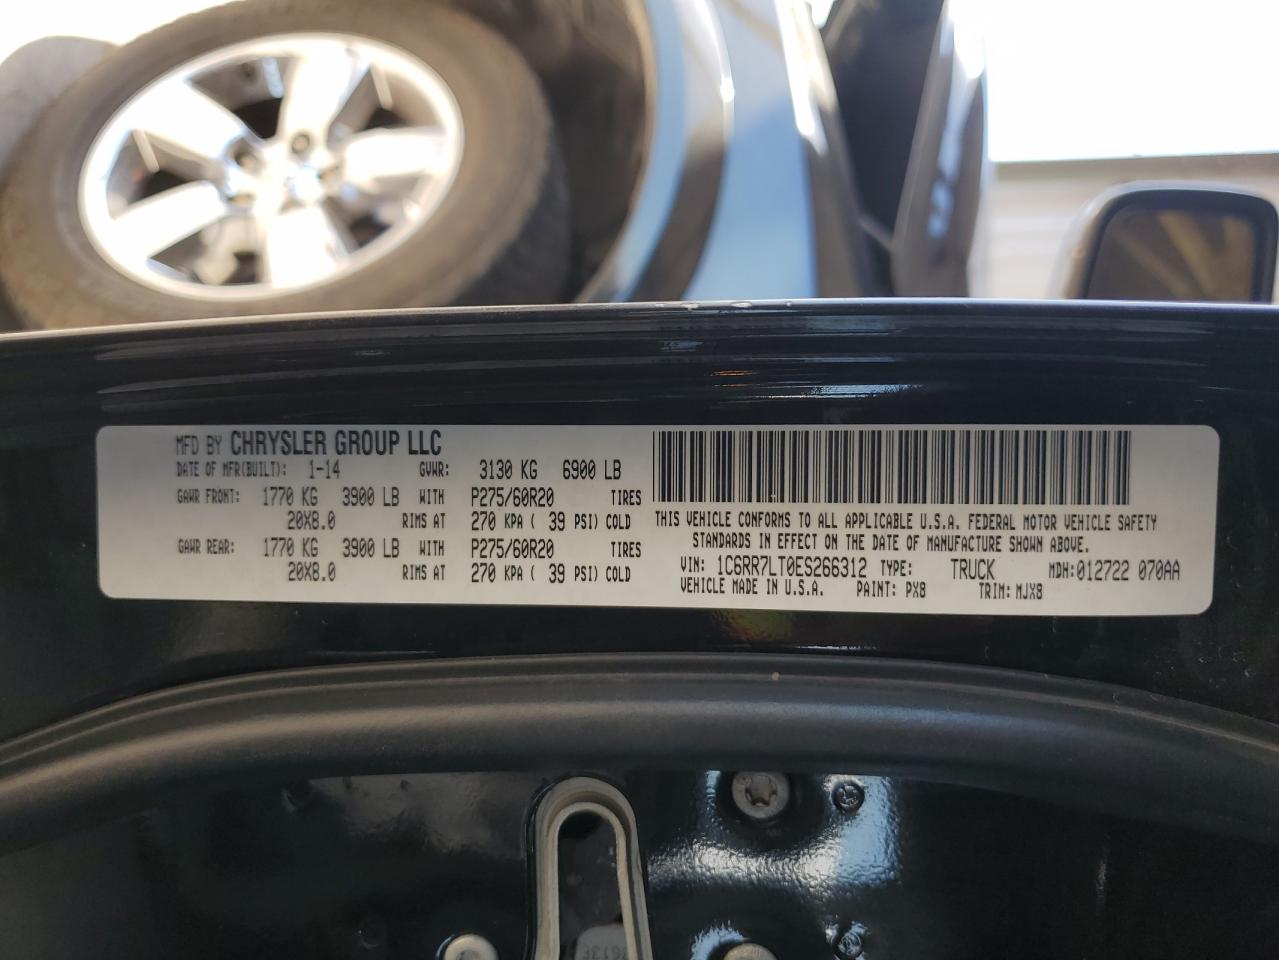 MFD BY CHRYSLER GROUP LLC
DATE OF MFR(BUILT): 1-14 GVWR: 3130 KG 6900 LB
GAWR FRONT: 1770 KG 3900 LB WITH P275/60R20 TIRES
20X8.0 RIMS AT 270 KPA ( 39 PSI) COLD
GAWR REAR: 1770 KG 3900 LB WITH P275/60R20 TIRES
20X8.0 RIMS AT 270 KPA ( 39 PSI) COLD
THIS VEHICLE CONFORMS TO ALL APPLICABLE U.S.A. FEDERAL MOTOR VEHICLE SAFETY
STANDARDS IN EFFECT ON THE DATE OF MANUFACTURE SHOWN ABOVE.
VIN: 1C6RR7LT0ES266312 TYPE: TRUCK MDH:012722 070AA
VEHICLE MADE IN U.S.A. PAINT: PX8 TRIM: MJX8